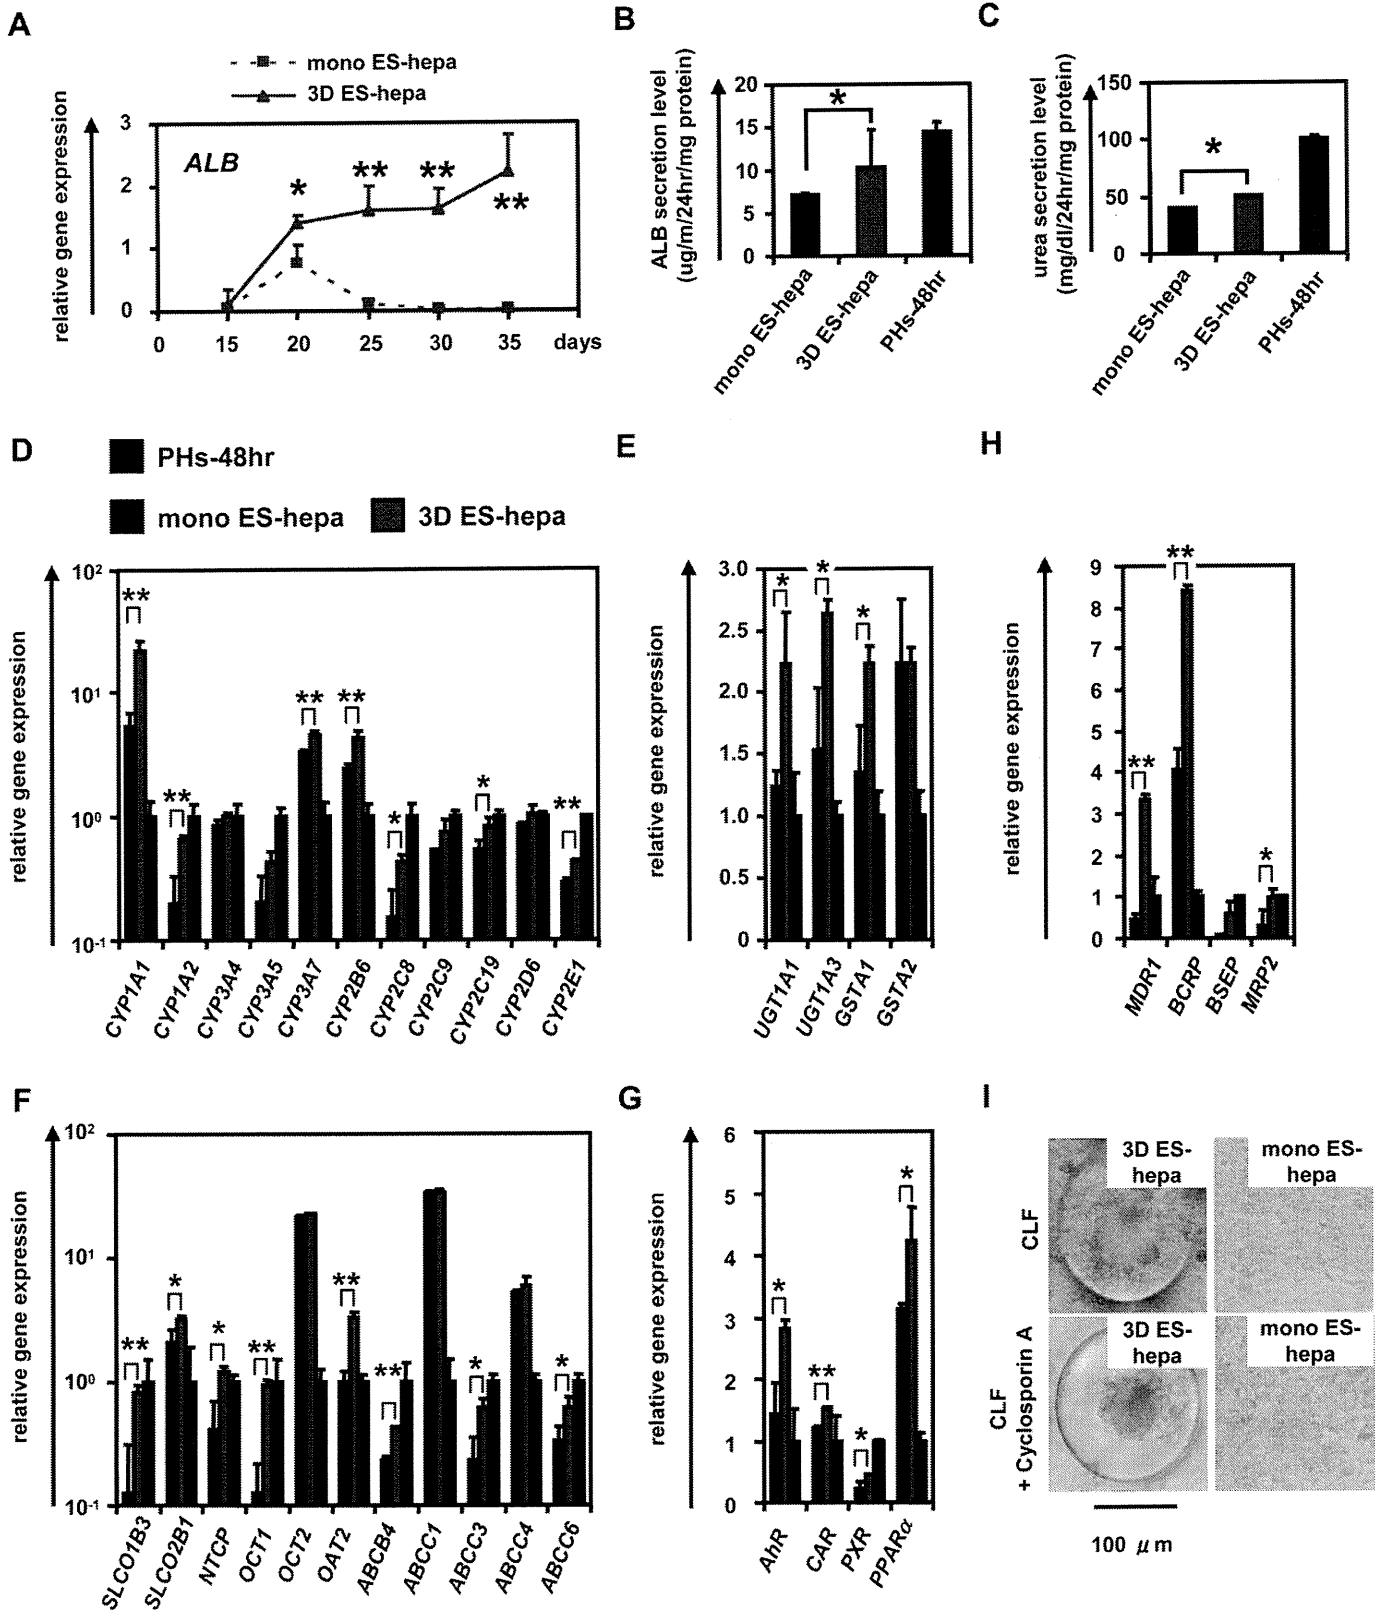 A
mono ES-hepa
3D ES-hepa
relative gene expression
3
2
1
0
ALB
*
**
**
**
0
15
20
25
30
35
days
B
ALB secretion level
(ug/m/24hr/mg protein)
20
15
10
5
0
*
mono ES-hepa
3D ES-hepa
PHs-48hr
C
urea secretion level
(mg/dl/24hr/mg protein)
150
100
50
0
*
mono ES-hepa
3D ES-hepa
PHs-48hr
D
PHs-48hr
mono ES-hepa
3D ES-hepa
relative gene expression
10²
10¹
10⁰
10⁻¹
**
**
**
**
*
*
**
CYP1A1
CYP1A2
CYP3A4
CYP3A5
CYP3A7
CYP2B6
CYP2C8
CYP2C9
CYP2C19
CYP2D6
CYP2E1
E
relative gene expression
3.0
2.5
2.0
1.5
1.0
0.5
0
*
*
*
UGT1A1
UGT1A3
GSTA1
GSTA2
H
relative gene expression
9
8
7
6
5
4
3
2
1
0
**
**
*
MDR1
BCRP
BSEP
MRP2
F
relative gene expression
10²
10¹
10⁰
10⁻¹
**
*
*
**
**
**
*
*
SLCO1B3
SLCO2B1
NTCP
OCT1
OCT2
OAT2
ABCB4
ABCC1
ABCC3
ABCC4
ABCC6
G
relative gene expression
6
5
4
3
2
1
0
*
**
*
*
AhR
CAR
PXR
PPARα
I
CLF
3D ES-
hepa
mono ES-
hepa
CLF
+ Cyclosporin A
3D ES-
hepa
mono ES-
hepa
100 μm